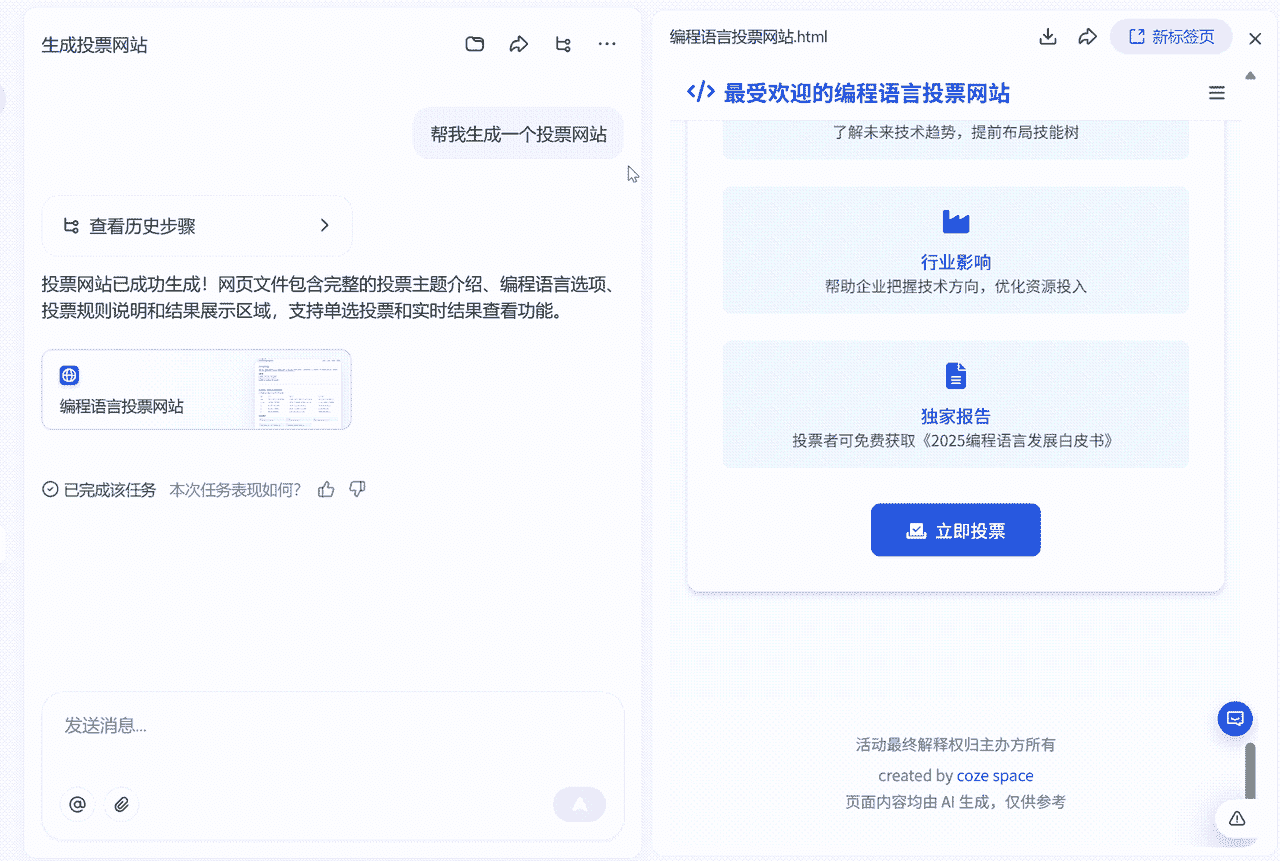 生成投票网站
帮我生成一个投票网站
查看历史步骤
投票网站已成功生成！网页文件包含完整的投票主题介绍、编程语言选项、
投票规则说明和结果展示区域，支持单选投票和实时结果查看功能。
编程语言投票网站
已完成该任务 本次任务表现如何？
发送消息...
编程语言投票网站.html
新标签页
</> 最受欢迎的编程语言投票网站
了解未来技术趋势，提前布局技能树
行业影响
帮助企业把握技术方向，优化资源投入
独家报告
投票者可免费获取《2025编程语言发展白皮书》
立即投票
活动最终解释权归主办方所有
created by coze space
页面内容均由 AI 生成，仅供参考